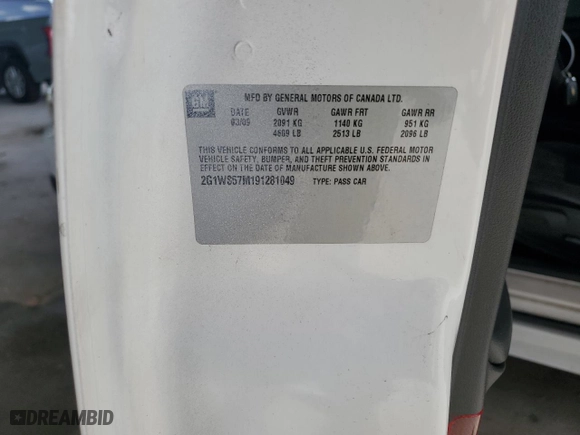 GM
MFD BY GENERAL MOTORS OF CANADA LTD.
DATE GVWR GAWR FRT GAWR RR
03/09 2091 KG 1140 KG 951 KG
4609 LB 2513 LB 2096 LB
THIS VEHICLE CONFORMS TO ALL APPLICABLE U.S. FEDERAL MOTOR
VEHICLE SAFETY, BUMPER, AND THEFT PREVENTION STANDARDS IN
EFFECT ON THE DATE OF MANUFACTURE SHOWN ABOVE.
2G1WS57M191281049 TYPE: PASS CAR
DREAMBID